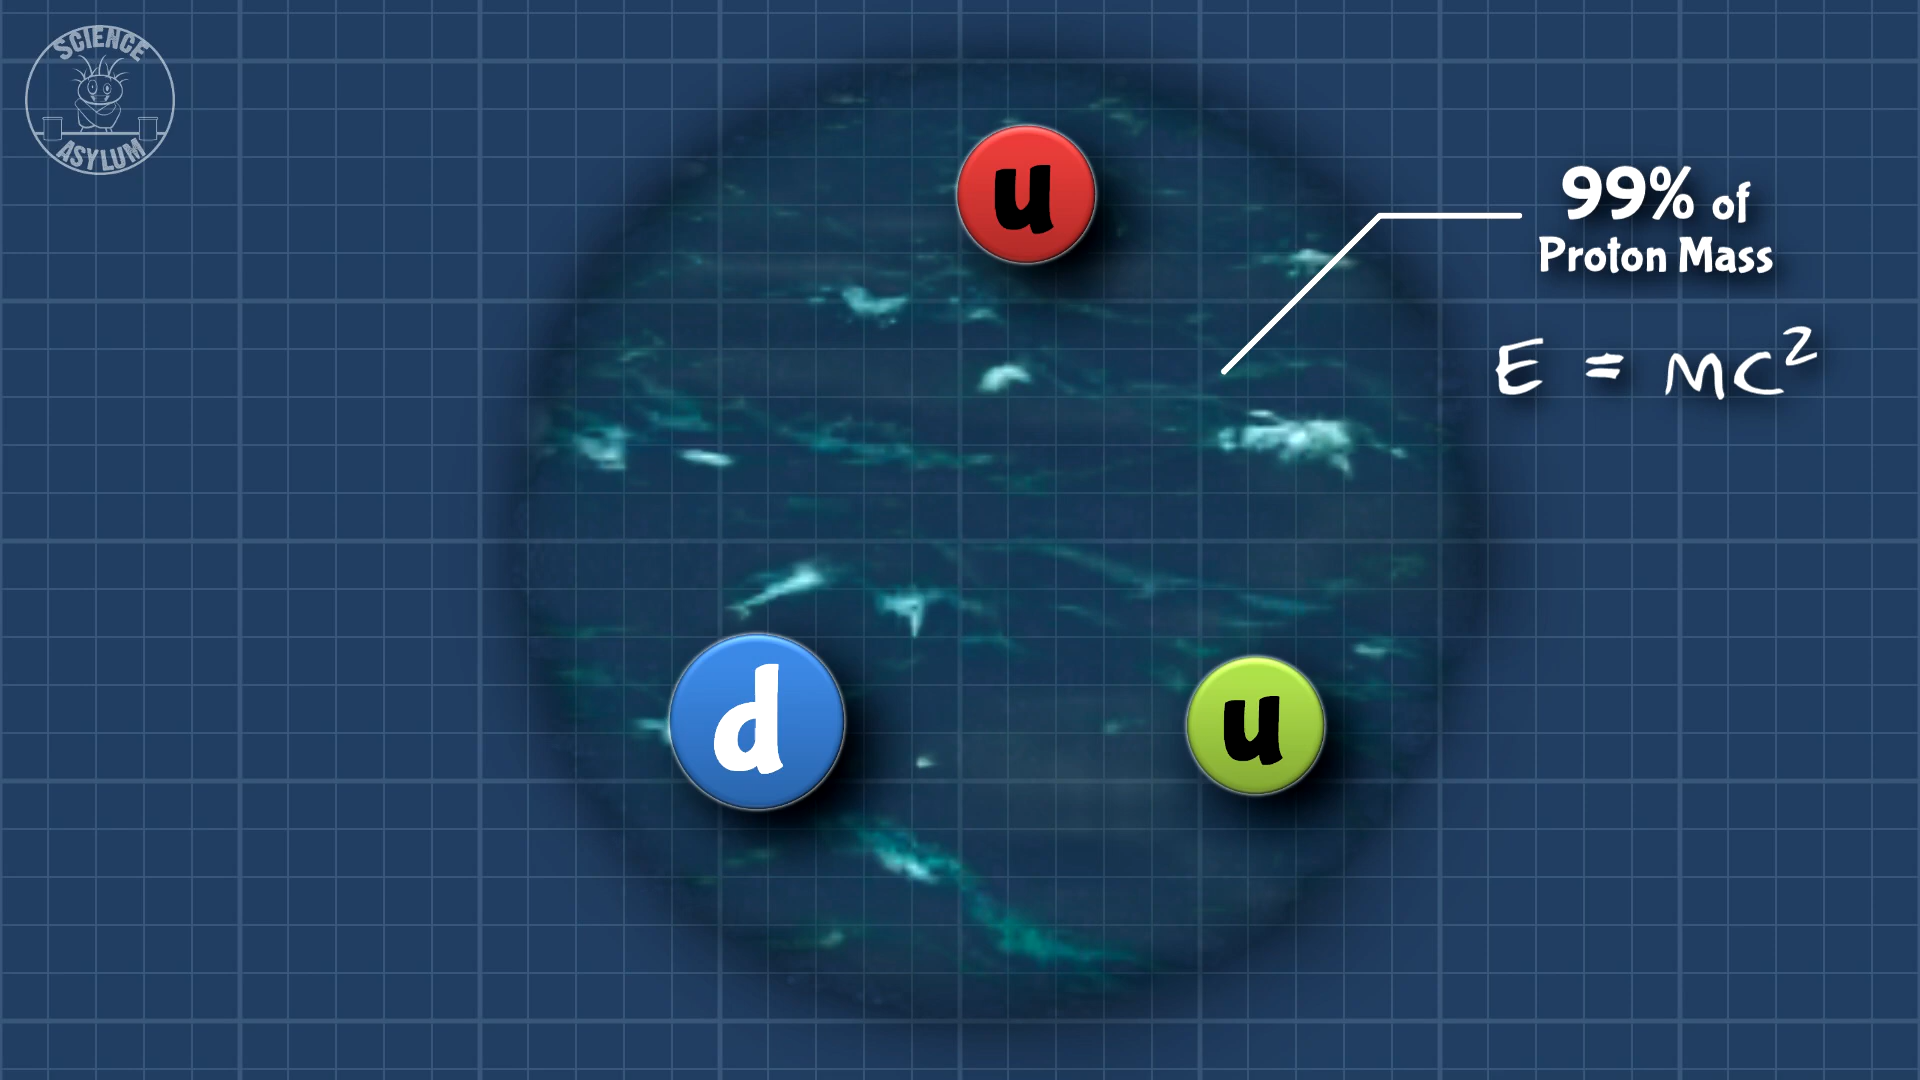 SCIENCE
ASYLUM
u
99% of
Proton Mass
E = mc²
d
u